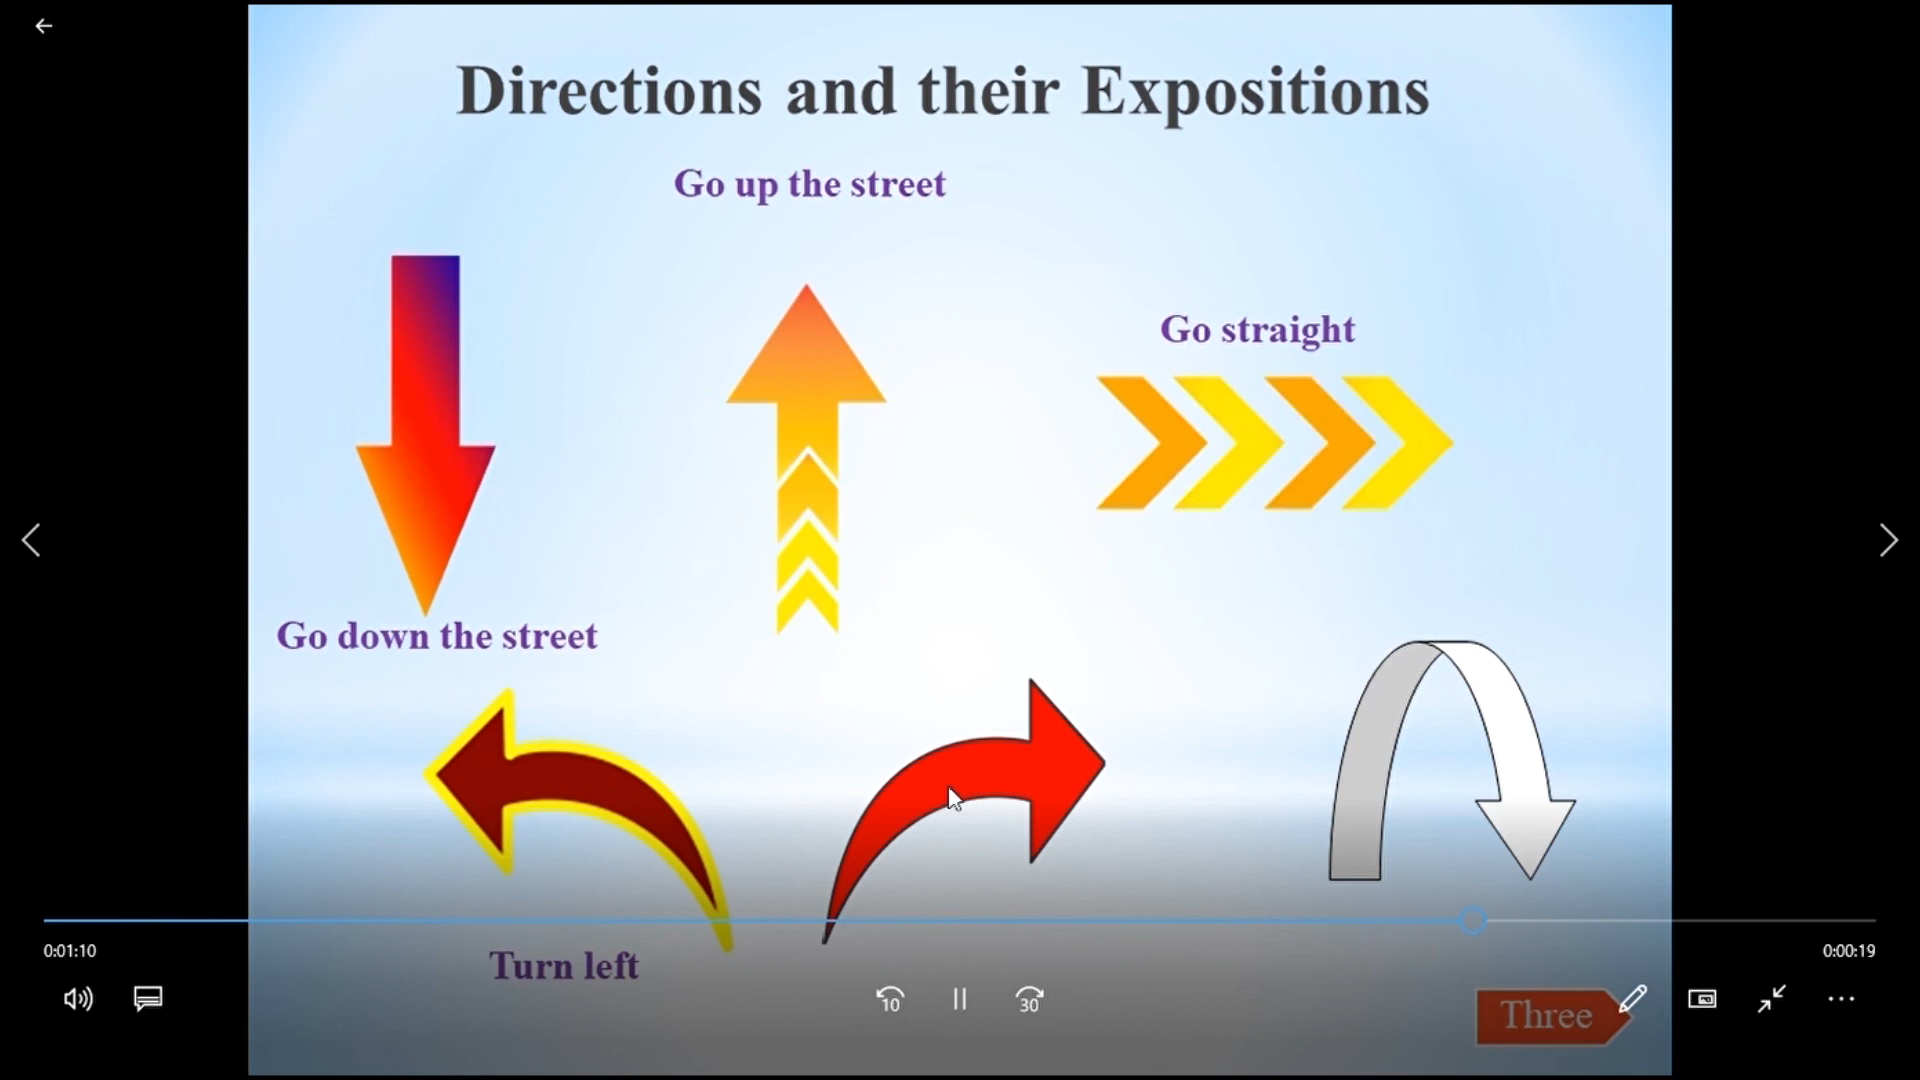 Directions and their Expositions
Go up the street
Go straight
Go down the street
Turn left
0:01:10
0:00:19
10
30
Three